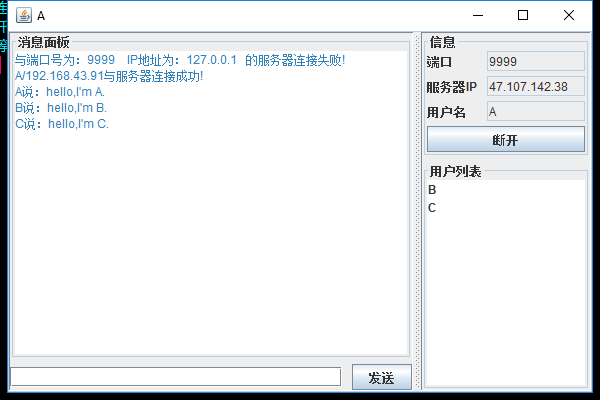 A
消息面板
与端口号为：9999 IP地址为：127.0.0.1 的服务器连接失败!
A/192.168.43.91与服务器连接成功!
A说：hello,I'm A.
B说：hello,I'm B.
C说：hello,I'm C.
发送
信息
端口 9999
服务器IP 47.107.142.38
用户名 A
断开
用户列表
B
C